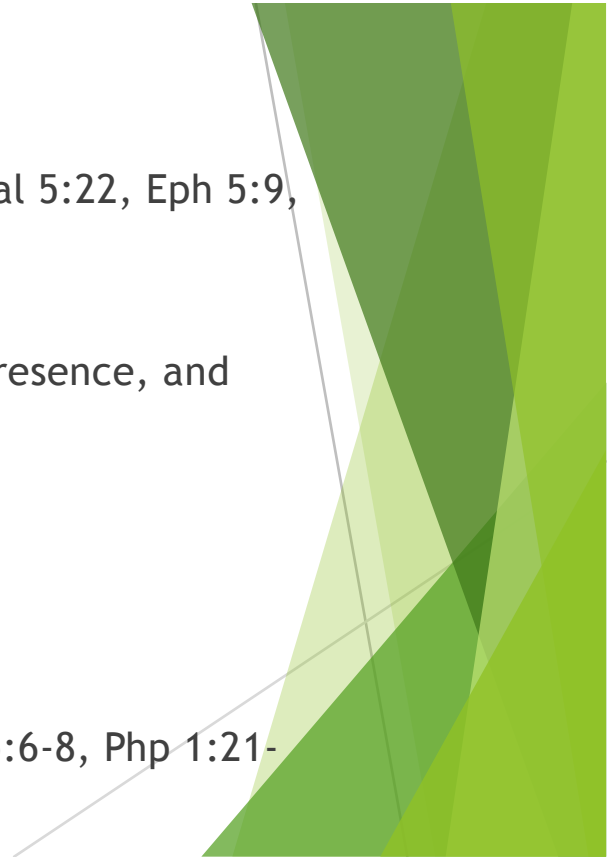 al 5:22, Eph 5:9,
resence, and
:6-8, Php 1:21-